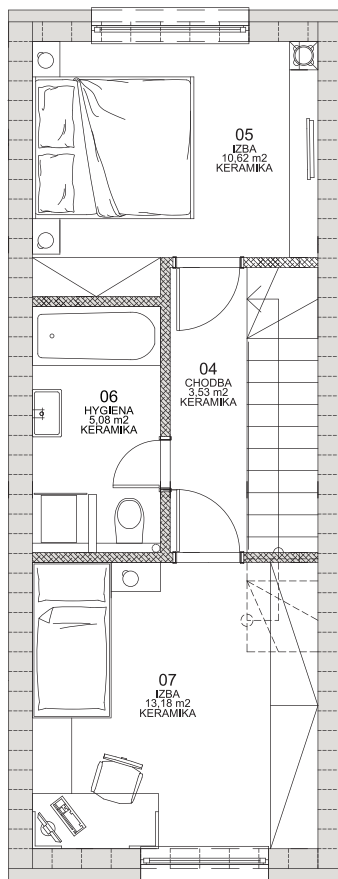 05
IZBA
10,62 m2
KERAMIKA
04
CHODBA
3,53 m2
KERAMIKA
06
HYGIENA
5,08 m2
KERAMIKA
07
IZBA
13,18 m2
KERAMIKA